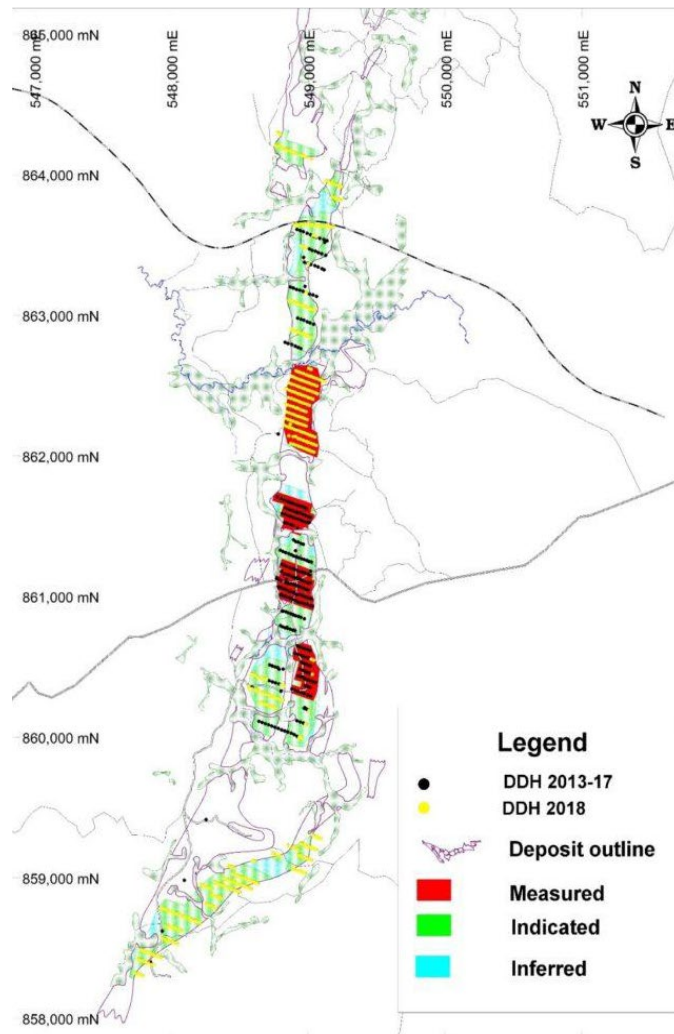 865,000 mN
547,000 mE
548,000 mE
549,000 mE
550,000 mE
551,000 mE
N
W E
S
864,000 mN
863,000 mN
862,000 mN
861,000 mN
860,000 mN
859,000 mN
858,000 mN
Legend
DDH 2013-17
DDH 2018
Deposit outline
Measured
Indicated
Inferred